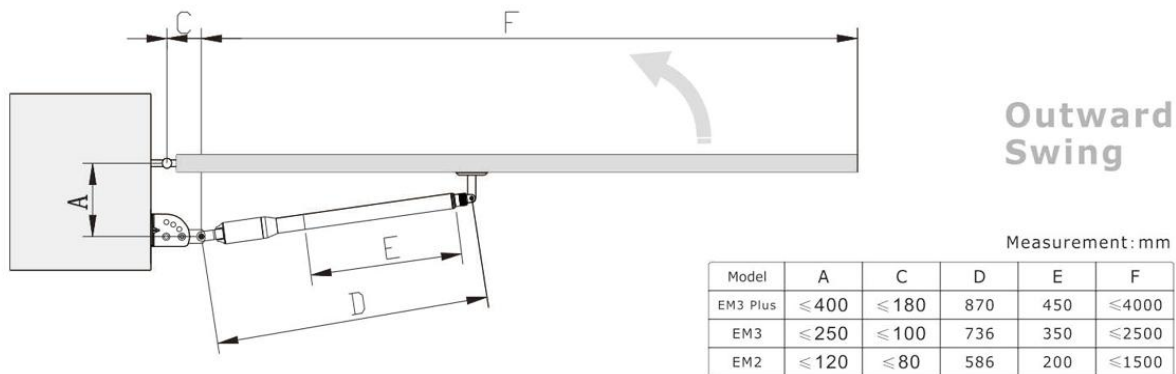 C F
Outward
Swing
A
E
D
Measurement:mm
Model A C D E F
EM3 Plus ≤400 ≤180 870 450 ≤4000
EM3 ≤250 ≤100 736 350 ≤2500
EM2 ≤120 ≤80 586 200 ≤1500